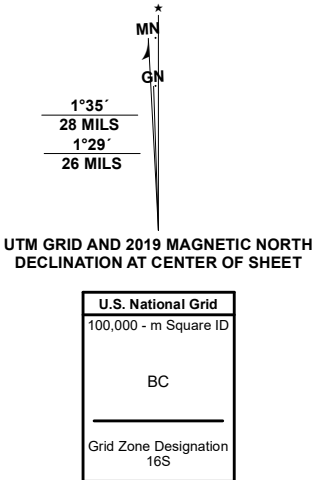 ★
MN
GN
1°35´
28 MILS
1°29´
26 MILS
UTM GRID AND 2019 MAGNETIC NORTH
DECLINATION AT CENTER OF SHEET
U.S. National Grid
100,000 - m Square ID
BC
Grid Zone Designation
16S